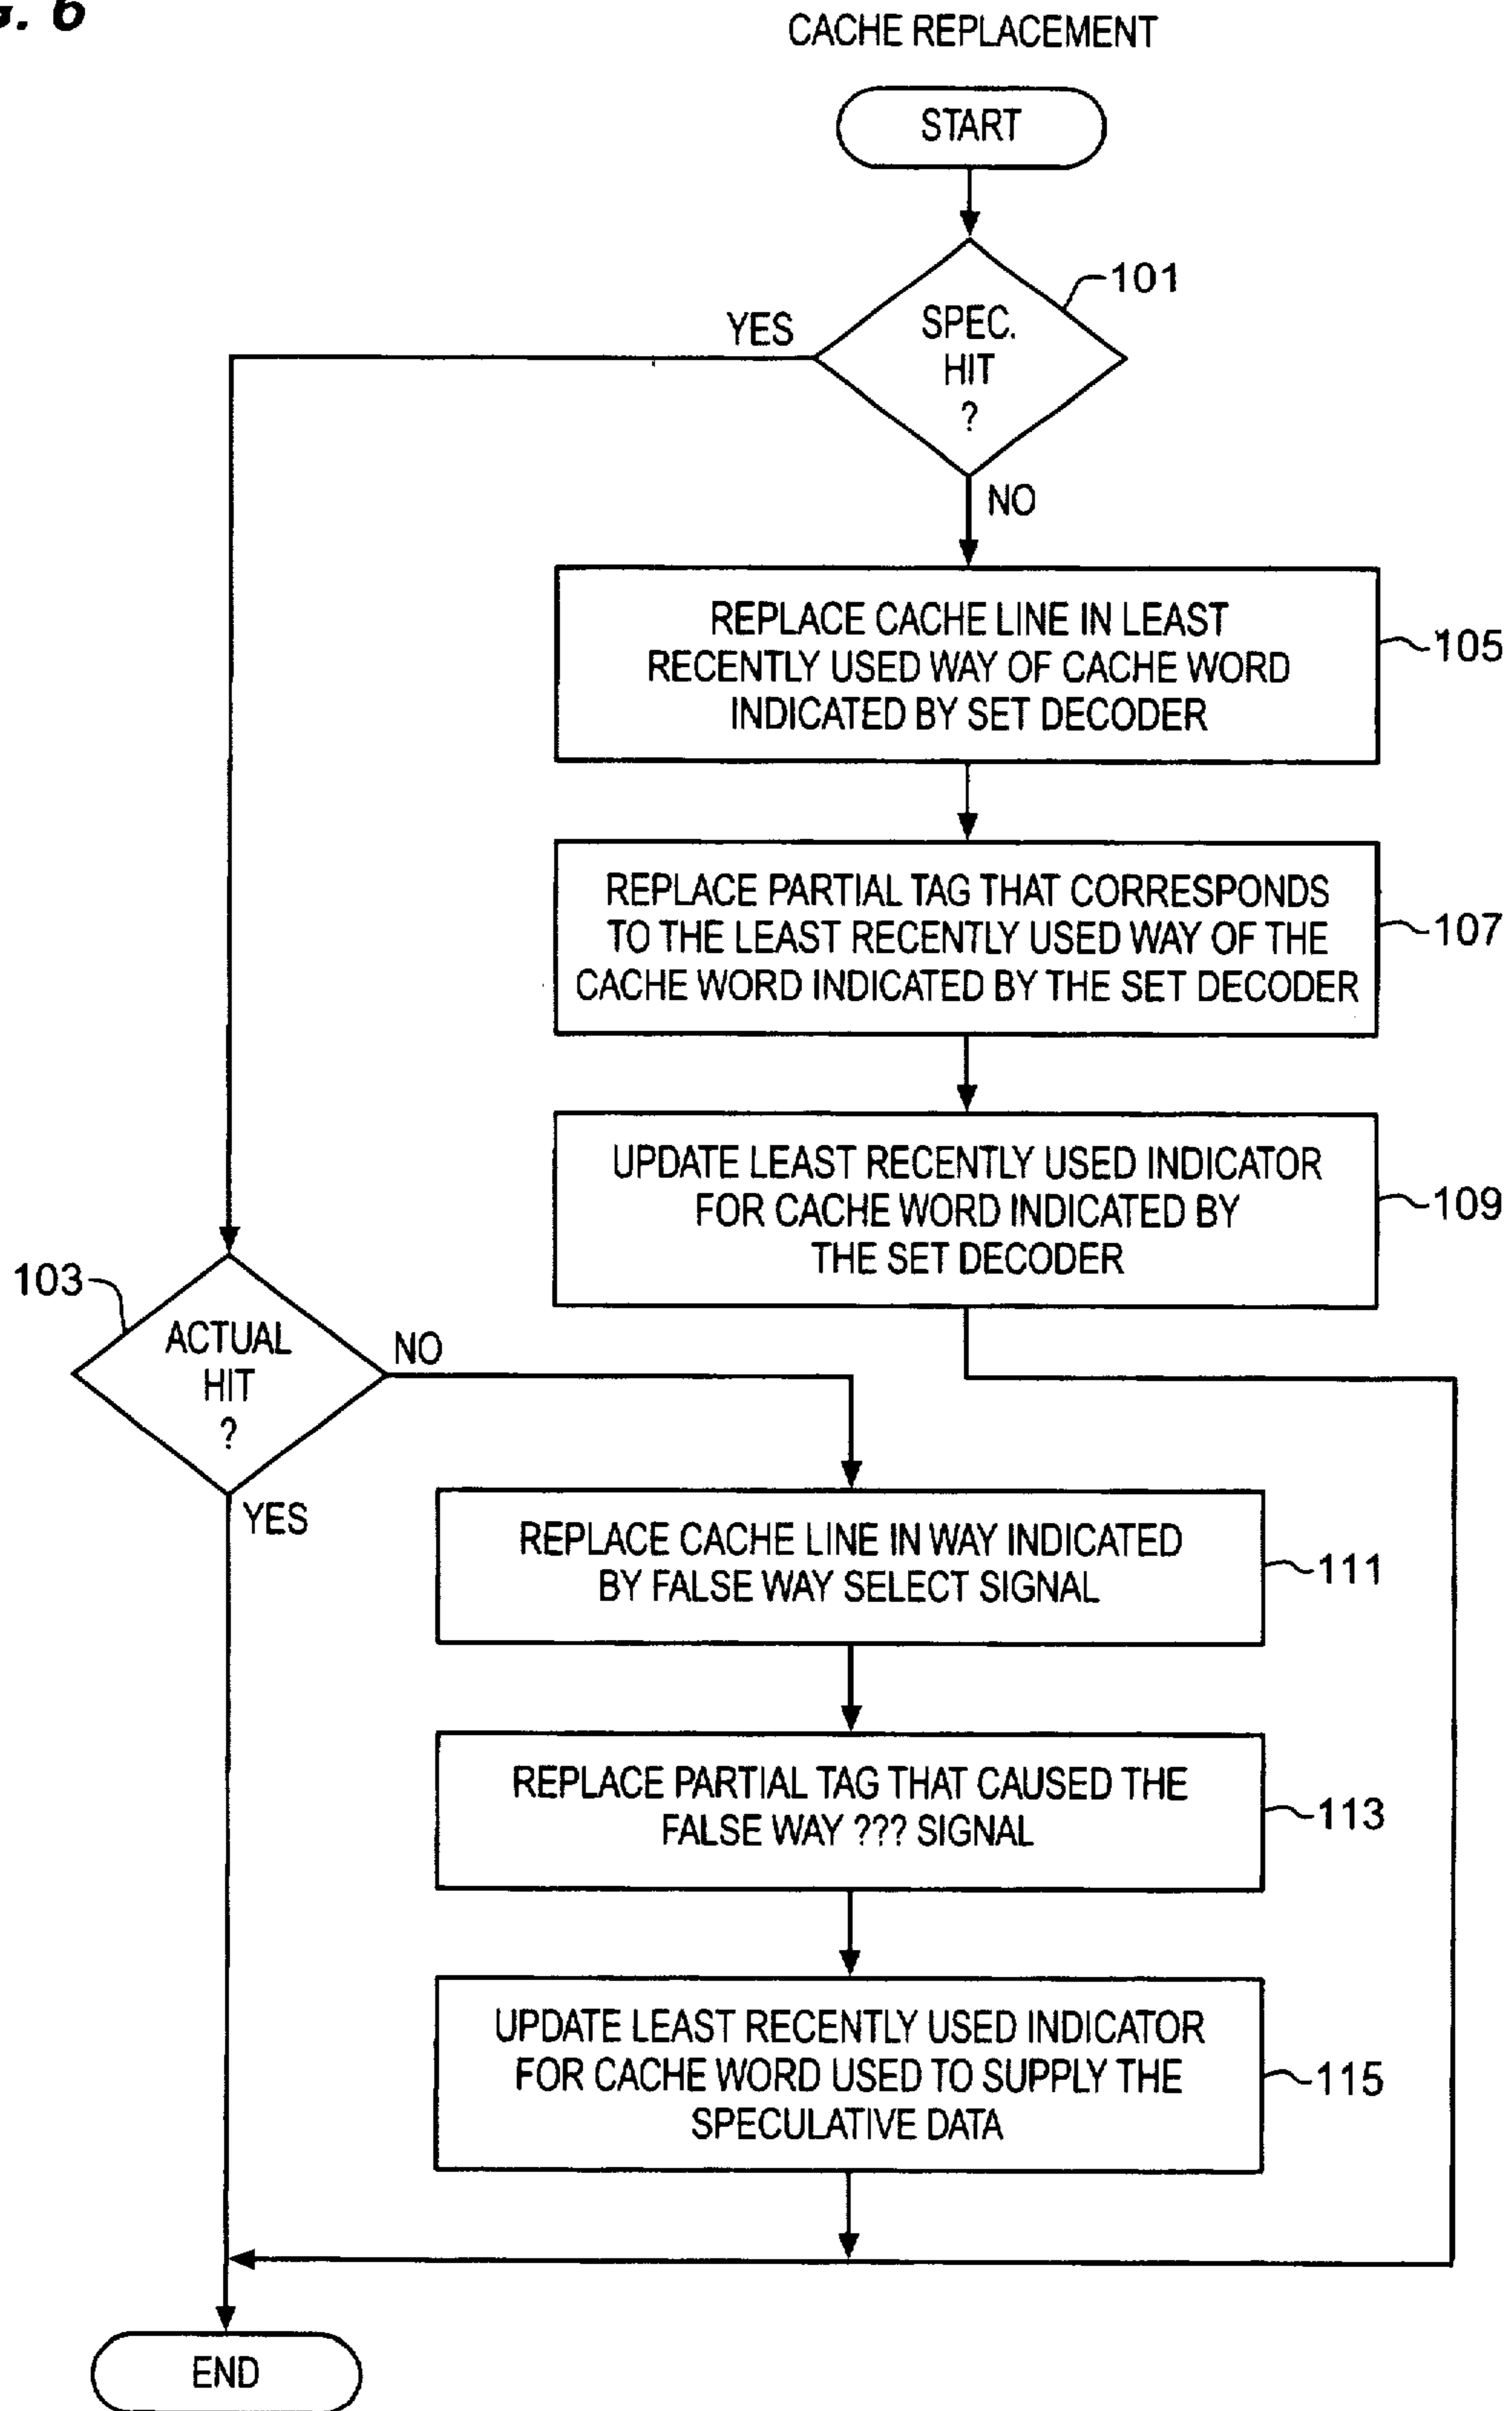 G. 6
CACHE REPLACEMENT
START
101
SPEC.
HIT
?
YES
NO
REPLACE CACHE LINE IN LEAST
RECENTLY USED WAY OF CACHE WORD
INDICATED BY SET DECODER
105
REPLACE PARTIAL TAG THAT CORRESPONDS
TO THE LEAST RECENTLY USED WAY OF THE
CACHE WORD INDICATED BY THE SET DECODER
107
UPDATE LEAST RECENTLY USED INDICATOR
FOR CACHE WORD INDICATED BY
THE SET DECODER
109
103
ACTUAL
HIT
?
NO
YES
REPLACE CACHE LINE IN WAY INDICATED
BY FALSE WAY SELECT SIGNAL
111
REPLACE PARTIAL TAG THAT CAUSED THE
FALSE WAY ??? SIGNAL
113
UPDATE LEAST RECENTLY USED INDICATOR
FOR CACHE WORD USED TO SUPPLY THE
SPECULATIVE DATA
115
END